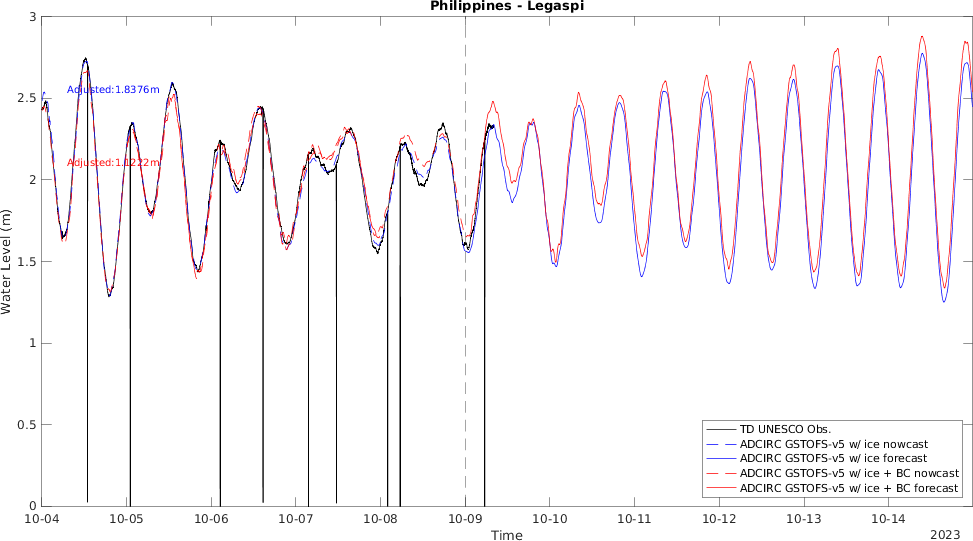 Philippines - Legaspi
Water Level (m)
3
2.5
2
1.5
1
0.5
0
Adjusted:1.8376m
Adjusted:1.1222m
TD UNESCO Obs.
ADCIRC GSTOFS-v5 w/ ice nowcast
ADCIRC GSTOFS-v5 w/ ice forecast
ADCIRC GSTOFS-v5 w/ ice + BC nowcast
ADCIRC GSTOFS-v5 w/ ice + BC forecast
10-04 10-05 10-06 10-07 10-08 10-09 10-10 10-11 10-12 10-13 10-14
Time
2023